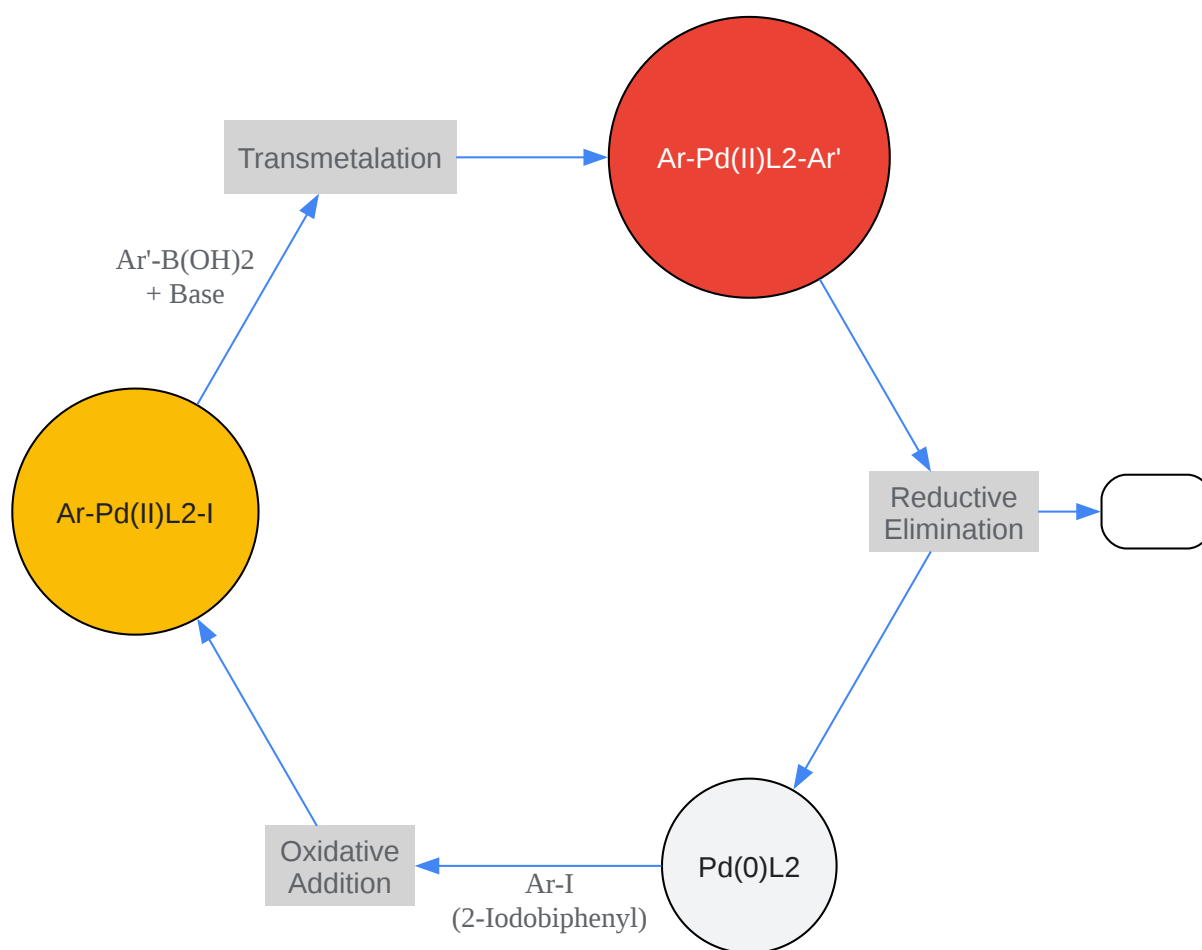 Transmetalation
Ar-Pd(II)L2-Ar'
Ar'-B(OH)2
+ Base
Ar-Pd(II)L2-I
Reductive
Elimination
Oxidative
Addition
Ar-I
(2-Iodobiphenyl)
Pd(0)L2